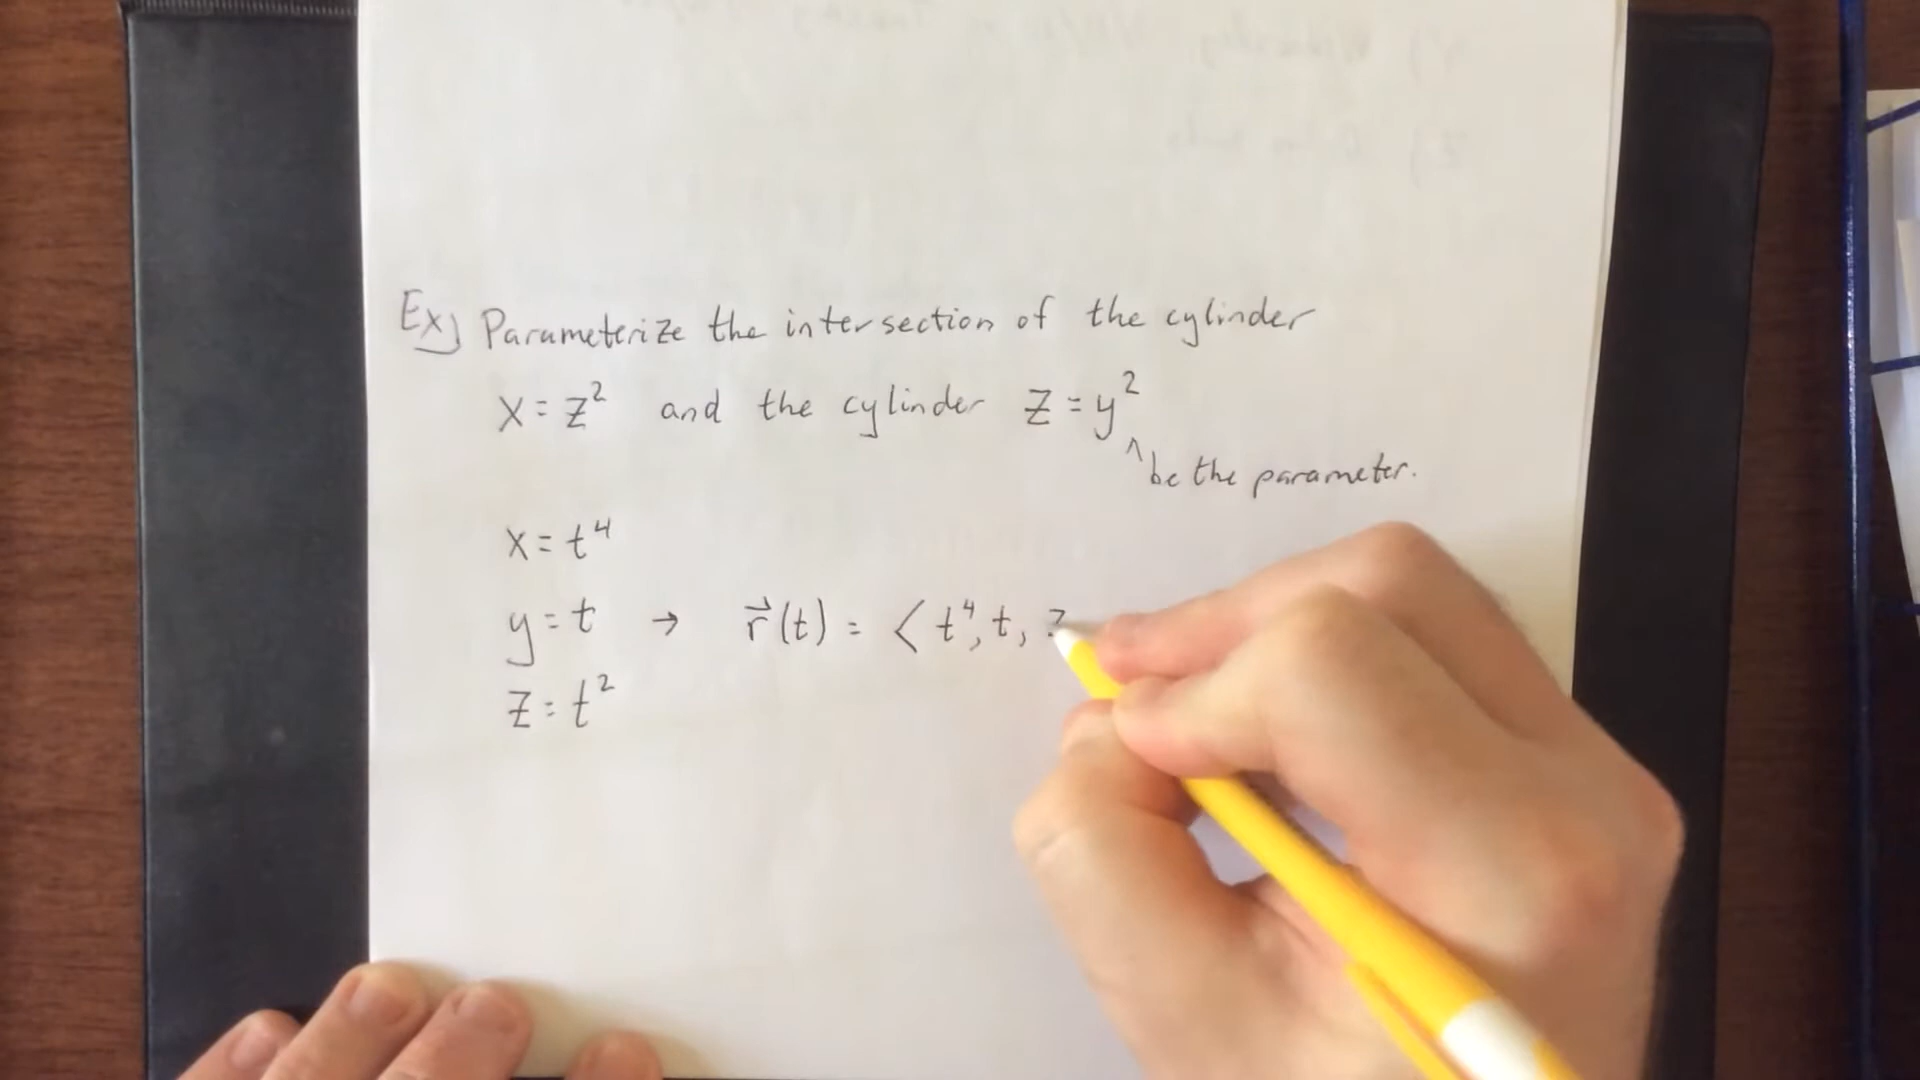 Ex) Parameterize the intersection of the cylinder
x = z² and the cylinder z = y²
^ be the parameter.
x = t⁴
y = t → r⃗(t) = ⟨ t⁴, t,
z = t²